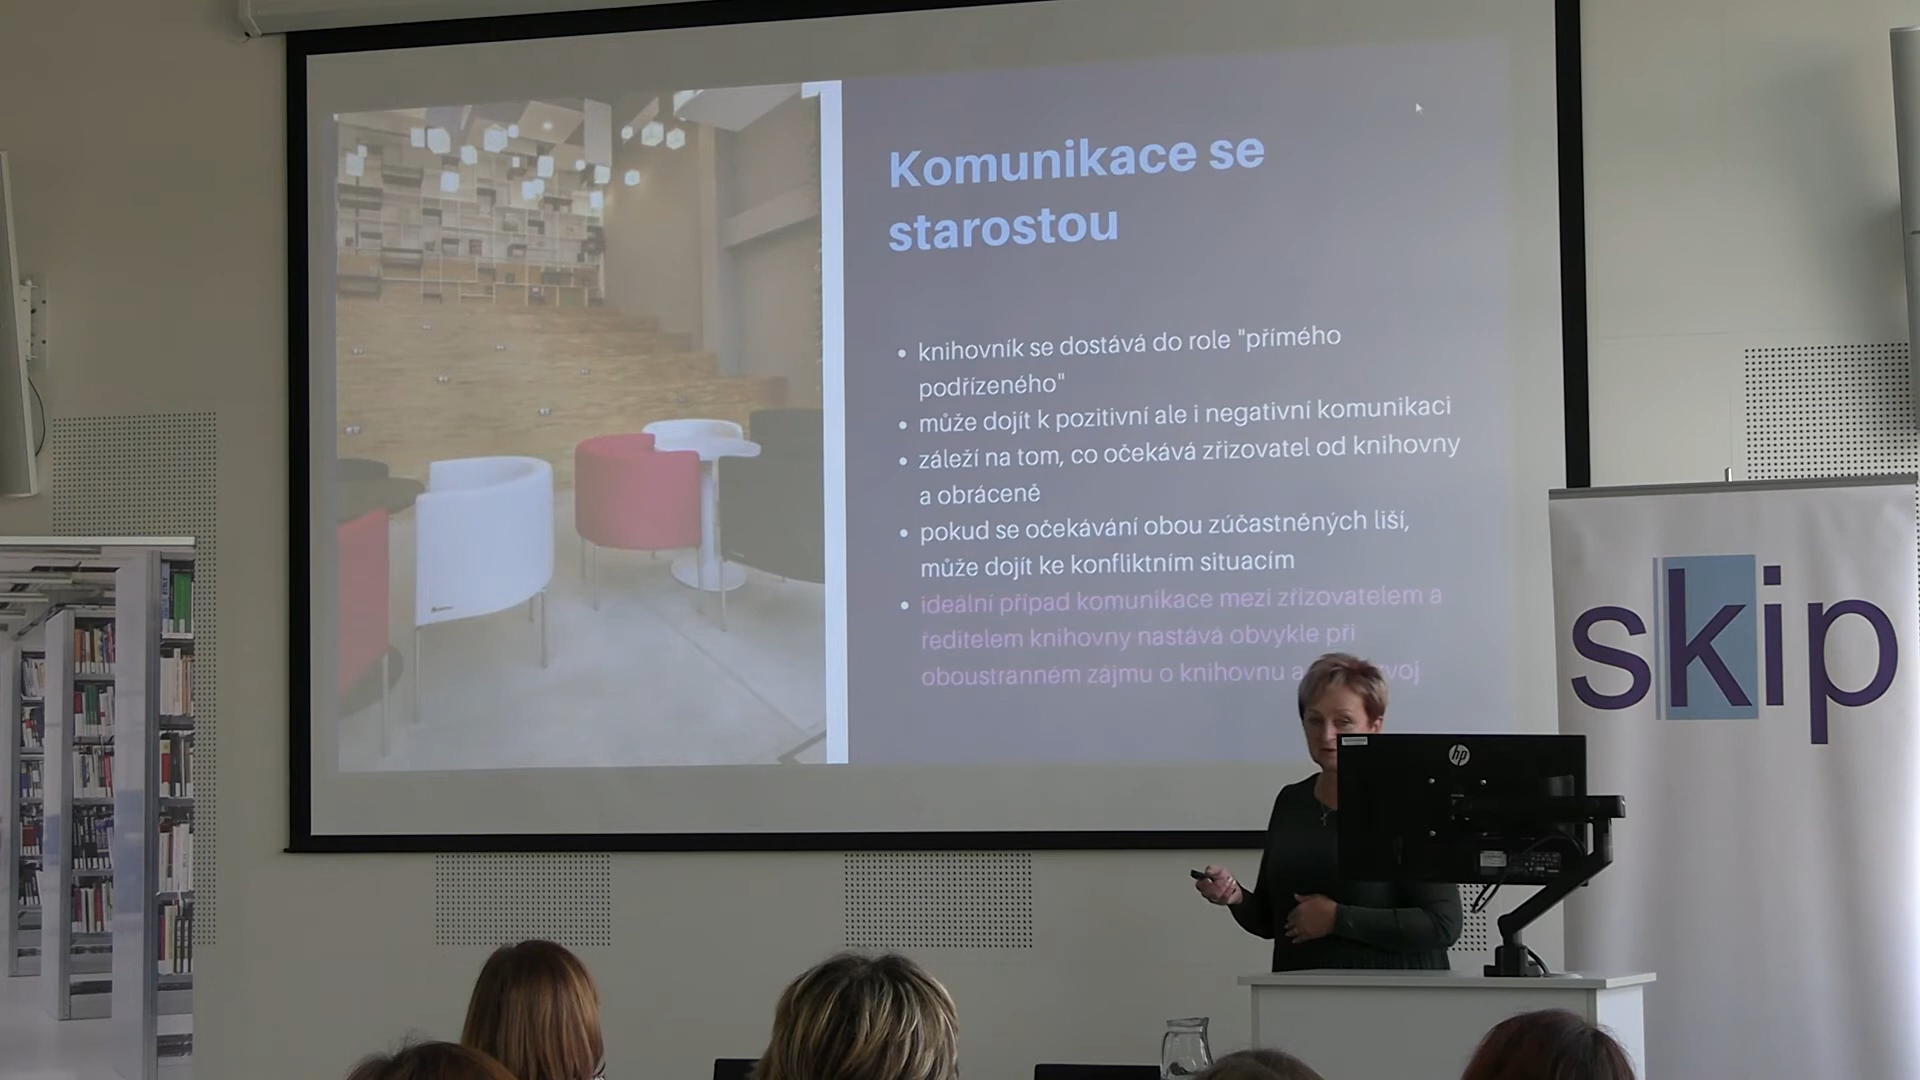 Komunikace se
starostou
• knihovník se dostává do role "přímého
podřízeného"
• může dojít k pozitivní ale i negativní komunikaci
• záleží na tom, co očekává zřizovatel od knihovny
a obráceně
• pokud se očekávání obou zúčastněných liší,
může dojít ke konfliktním situacím
• ideální případ komunikace mezi zřizovatelem a
ředitelem knihovny nastává obvykle při
oboustranném zájmu o knihovnu a
skip
hp